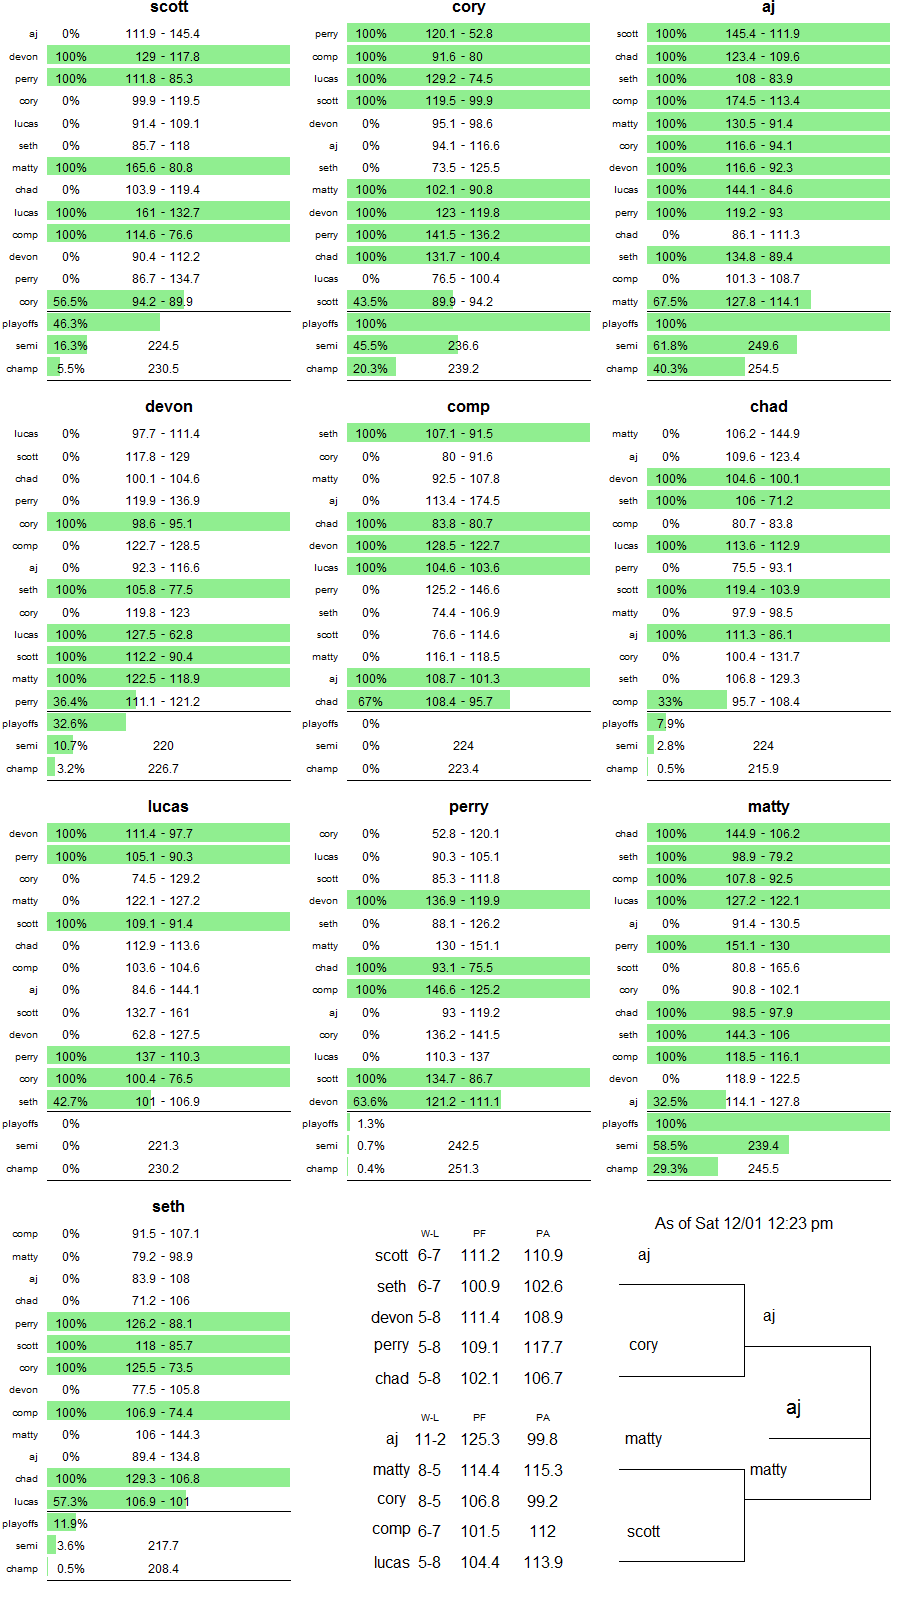 scott
aj 0% 111.9 - 145.4
devon 100% 129 - 117.8
perry 100% 111.8 - 85.3
cory 0% 99.9 - 119.5
lucas 0% 91.4 - 109.1
seth 0% 85.7 - 118
matty 100% 165.6 - 80.8
chad 0% 103.9 - 119.4
lucas 100% 161 - 132.7
comp 100% 114.6 - 76.6
devon 0% 90.4 - 112.2
perry 0% 86.7 - 134.7
cory 56.5% 94.2 - 89.9
playoffs 46.3%
semi 16.3% 224.5
champ 5.5% 230.5
cory
perry 100% 120.1 - 52.8
comp 100% 91.6 - 80
lucas 100% 129.2 - 74.5
scott 100% 119.5 - 99.9
devon 0% 95.1 - 98.6
aj 0% 94.1 - 116.6
seth 0% 73.5 - 125.5
matty 100% 102.1 - 90.8
devon 100% 123 - 119.8
perry 100% 141.5 - 136.2
chad 100% 131.7 - 100.4
lucas 0% 76.5 - 100.4
scott 43.5% 89.9 - 94.2
playoffs 100%
semi 45.5% 236.6
champ 20.3% 239.2
aj
scott 100% 145.4 - 111.9
chad 100% 123.4 - 109.6
seth 100% 108 - 83.9
comp 100% 174.5 - 113.4
matty 100% 130.5 - 91.4
cory 100% 116.6 - 94.1
devon 100% 116.6 - 92.3
lucas 100% 144.1 - 84.6
perry 100% 119.2 - 93
chad 0% 86.1 - 111.3
seth 100% 134.8 - 89.4
comp 0% 101.3 - 108.7
matty 67.5% 127.8 - 114.1
playoffs 100%
semi 61.8% 249.6
champ 40.3% 254.5
devon
lucas 0% 97.7 - 111.4
scott 0% 117.8 - 129
chad 0% 100.1 - 104.6
perry 0% 119.9 - 136.9
cory 100% 98.6 - 95.1
comp 0% 122.7 - 128.5
aj 0% 92.3 - 116.6
seth 100% 105.8 - 77.5
cory 0% 119.8 - 123
lucas 100% 127.5 - 62.8
scott 100% 112.2 - 90.4
matty 100% 122.5 - 118.9
perry 36.4% 111.1 - 121.2
playoffs 32.6%
semi 10.7% 220
champ 3.2% 226.7
comp
seth 100% 107.1 - 91.5
cory 0% 80 - 91.6
matty 0% 92.5 - 107.8
aj 0% 113.4 - 174.5
chad 100% 83.8 - 80.7
devon 100% 128.5 - 122.7
lucas 100% 104.6 - 103.6
perry 0% 125.2 - 146.6
seth 0% 74.4 - 106.9
scott 0% 76.6 - 114.6
matty 0% 116.1 - 118.5
aj 100% 108.7 - 101.3
chad 67% 108.4 - 95.7
playoffs 0%
semi 0% 224
champ 0% 223.4
chad
matty 0% 106.2 - 144.9
aj 0% 109.6 - 123.4
devon 100% 104.6 - 100.1
seth 100% 106 - 71.2
comp 0% 80.7 - 83.8
lucas 100% 113.6 - 112.9
perry 0% 75.5 - 93.1
scott 100% 119.4 - 103.9
matty 0% 97.9 - 98.5
aj 100% 111.3 - 86.1
cory 0% 100.4 - 131.7
seth 0% 106.8 - 129.3
comp 33% 95.7 - 108.4
playoffs 7.9%
semi 2.8% 224
champ 0.5% 215.9
lucas
devon 100% 111.4 - 97.7
perry 100% 105.1 - 90.3
cory 0% 74.5 - 129.2
matty 0% 122.1 - 127.2
scott 100% 109.1 - 91.4
chad 0% 112.9 - 113.6
comp 0% 103.6 - 104.6
aj 0% 84.6 - 144.1
scott 0% 132.7 - 161
devon 0% 62.8 - 127.5
perry 100% 137 - 110.3
cory 100% 100.4 - 76.5
seth 42.7% 101 - 106.9
playoffs 0%
semi 0% 221.3
champ 0% 230.2
perry
cory 0% 52.8 - 120.1
lucas 0% 90.3 - 105.1
scott 0% 85.3 - 111.8
devon 100% 136.9 - 119.9
seth 0% 88.1 - 126.2
matty 0% 130 - 151.1
chad 100% 93.1 - 75.5
comp 100% 146.6 - 125.2
aj 0% 93 - 119.2
cory 0% 136.2 - 141.5
lucas 0% 110.3 - 137
scott 100% 134.7 - 86.7
devon 63.6% 121.2 - 111.1
playoffs 1.3%
semi 0.7% 242.5
champ 0.4% 251.3
matty
chad 100% 144.9 - 106.2
seth 100% 98.9 - 79.2
comp 100% 107.8 - 92.5
lucas 100% 127.2 - 122.1
aj 0% 91.4 - 130.5
perry 100% 151.1 - 130
scott 0% 80.8 - 165.6
cory 0% 90.8 - 102.1
chad 100% 98.5 - 97.9
seth 100% 144.3 - 106
comp 100% 118.5 - 116.1
devon 0% 118.9 - 122.5
aj 32.5% 114.1 - 127.8
playoffs 100%
semi 58.5% 239.4
champ 29.3% 245.5
seth
comp 0% 91.5 - 107.1
matty 0% 79.2 - 98.9
aj 0% 83.9 - 108
chad 0% 71.2 - 106
perry 100% 126.2 - 88.1
scott 100% 118 - 85.7
cory 100% 125.5 - 73.5
devon 0% 77.5 - 105.8
comp 100% 106.9 - 74.4
matty 0% 106 - 144.3
aj 0% 89.4 - 134.8
chad 100% 129.3 - 106.8
lucas 57.3% 106.9 - 101
playoffs 11.9%
semi 3.6% 217.7
champ 0.5% 208.4
W-L PF PA
scott 6-7 111.2 110.9
seth 6-7 100.9 102.6
devon 5-8 111.4 108.9
perry 5-8 109.1 117.7
chad 5-8 102.1 106.7
W-L PF PA
aj 11-2 125.3 99.8
matty 8-5 114.4 115.3
cory 8-5 106.8 99.2
comp 6-7 101.5 112
lucas 5-8 104.4 113.9
As of Sat 12/01 12:23 pm
aj
aj
cory
aj
matty
matty
scott